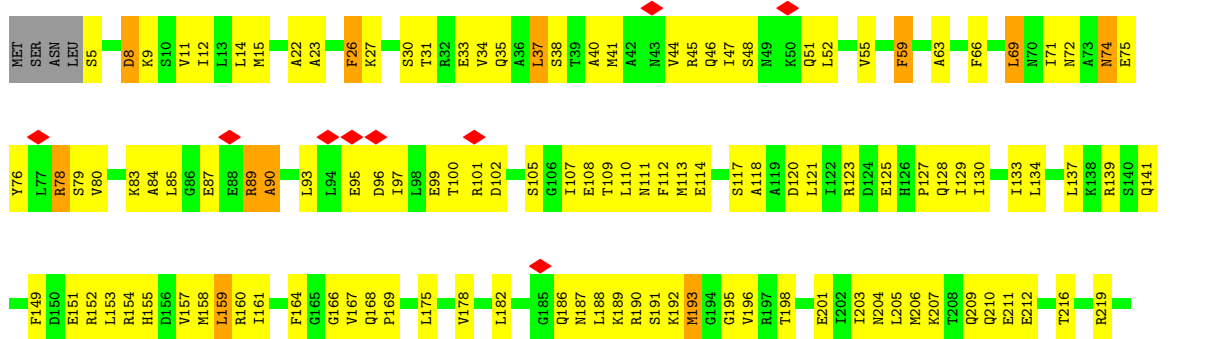 MET SER ASN LEU S5 D8 K9 S10 V11 I12 L13 L14 M15 A22 A23 F26 K27 S30 T31 R32 E33 V34 Q35 A36 L37 S38 T39 A40 M41 A42 N43 V44 R45 Q46 I47 S48 N49 K50 Q51 L52 V55 F59 A63 F66 L69 N70 I71 N72 A73 N74 E75
Y76 L77 R78 S79 V80 K83 A84 L85 G86 E87 E88 R89 A90 L93 L94 E95 D96 I97 L98 E99 T100 R101 D102 S105 G106 I107 E108 T109 L110 N111 F112 M113 E114 S117 A118 A119 D120 L121 I122 R123 D124 E125 H126 P127 Q128 I129 I130 I133 L134 L137 K138 R139 S140 Q141
F149 D150 E151 R152 L153 R154 H155 D156 V157 M158 L159 R160 I161 F164 G165 G166 V167 Q168 P169 L175 V178 L182 G185 Q186 N187 L188 K189 R190 S191 K192 M193 G194 G195 V196 R197 T198 E201 I202 I203 N204 L205 M206 K207 T208 Q209 Q210 E211 E212 T216 R219